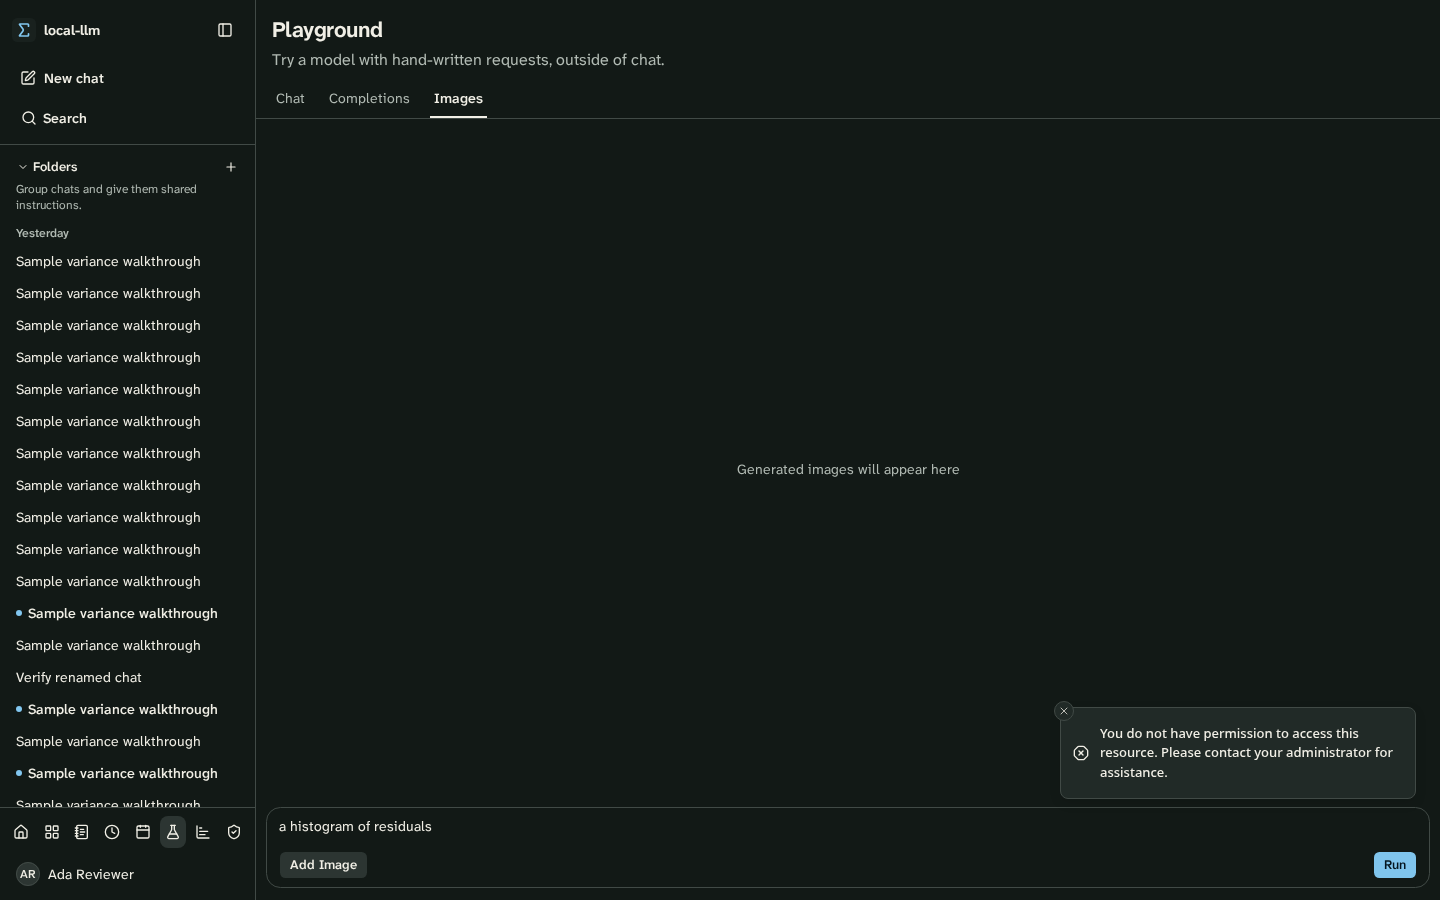 local-llm
New chat
Search
Folders
Group chats and give them shared
instructions.
Yesterday
Sample variance walkthrough
Sample variance walkthrough
Sample variance walkthrough
Sample variance walkthrough
Sample variance walkthrough
Sample variance walkthrough
Sample variance walkthrough
Sample variance walkthrough
Sample variance walkthrough
Sample variance walkthrough
Sample variance walkthrough
Sample variance walkthrough
Sample variance walkthrough
Verify renamed chat
Sample variance walkthrough
Sample variance walkthrough
Sample variance walkthrough
Sample variance walkthrough
AR Ada Reviewer
Playground
Try a model with hand-written requests, outside of chat.
Chat Completions Images
Generated images will appear here
You do not have permission to access this
resource. Please contact your administrator for
assistance.
a histogram of residuals
Add Image
Run